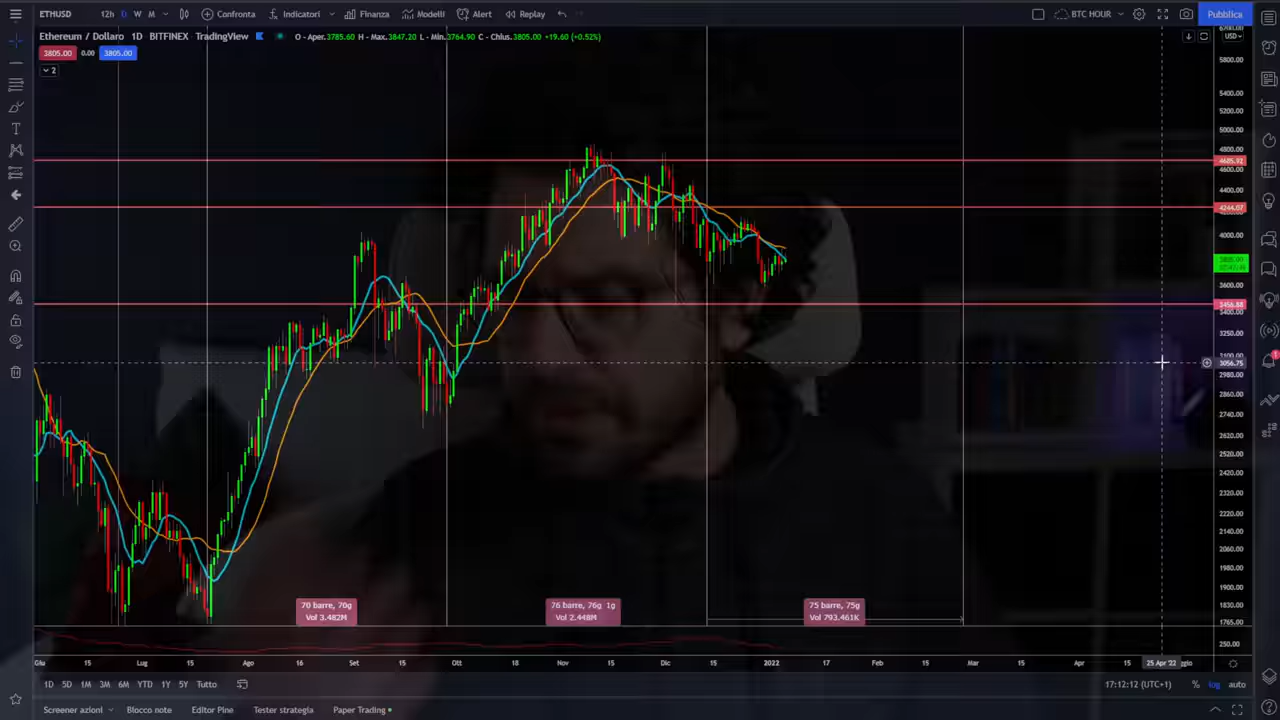 ETHUSD 12h D W M Confronta Indicatori Finanza Modelli Alert Replay BTC HOUR Pubblica
Ethereum / Dollaro 1D BITFINEX TradingView O - Aper.3785.60 H - Max.3847.20 L - Min.3764.90 C - Chius.3805.00 +19.60 (+0.52%)
USD
3805.00 0.00 3805.00
2
5800.00
5400.00
5200.00
5000.00
4800.00
4685.92
4600.00
4400.00
4244.07
4000.00
3805.00
3600.00
3456.88
3400.00
3250.00
3100.00
3056.75
2980.00
2860.00
2740.00
2620.00
2520.00
2420.00
2320.00
2220.00
2140.00
2060.00
1980.00
1900.00
1830.00
1765.00
250.00
70 barre, 70g
Vol 3.482M
76 barre, 76g 1g
Vol 2.448M
75 barre, 75g
Vol 793.461K
Giu 15 Lug 15 Ago 16 Set 15 Ott 18 Nov 15 Dic 15 2022 17 Feb 15 Mar 15 Apr 15 25 Apr '22 ggio
1D 5D 1M 3M 6M YTD 1Y 5Y Tutto 17:12:12 (UTC+1) % log auto
Screener azioni Blocco note Editor Pine Tester strategia Paper Trading